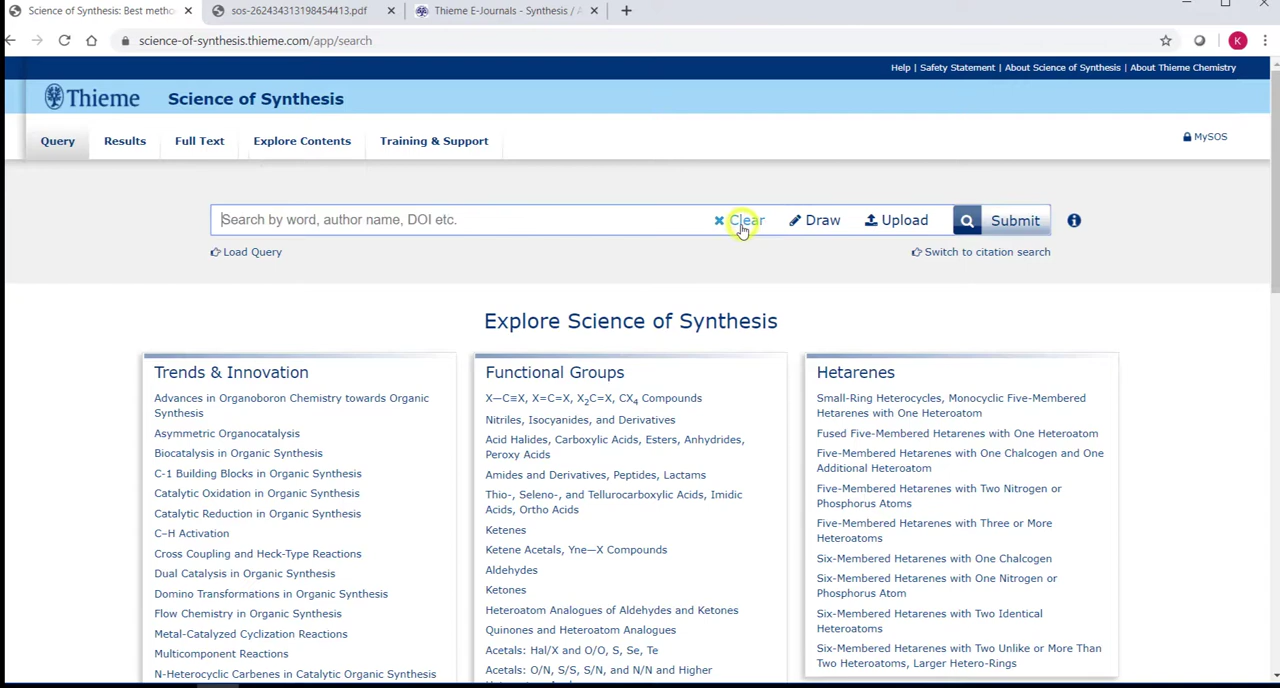 Science of Synthesis: Best metho
sos-262434313198454413.pdf
Thieme E-Journals - Synthesis / A
science-of-synthesis.thieme.com/app/search
K
Help | Safety Statement | About Science of Synthesis | About Thieme Chemistry
Thieme
Science of Synthesis
Query
Results
Full Text
Explore Contents
Training & Support
MySOS
Search by word, author name, DOI etc.
Clear
Draw
Upload
Submit
Load Query
Switch to citation search
Explore Science of Synthesis
Trends & Innovation
Advances in Organoboron Chemistry towards Organic
Synthesis
Asymmetric Organocatalysis
Biocatalysis in Organic Synthesis
C-1 Building Blocks in Organic Synthesis
Catalytic Oxidation in Organic Synthesis
Catalytic Reduction in Organic Synthesis
C–H Activation
Cross Coupling and Heck-Type Reactions
Dual Catalysis in Organic Synthesis
Domino Transformations in Organic Synthesis
Flow Chemistry in Organic Synthesis
Metal-Catalyzed Cyclization Reactions
Multicomponent Reactions
N-Heterocyclic Carbenes in Catalytic Organic Synthesis
Functional Groups
X—C≡X, X=C=X, X₂C=X, CX₄ Compounds
Nitriles, Isocyanides, and Derivatives
Acid Halides, Carboxylic Acids, Esters, Anhydrides,
Peroxy Acids
Amides and Derivatives, Peptides, Lactams
Thio-, Seleno-, and Tellurocarboxylic Acids, Imidic
Acids, Ortho Acids
Ketenes
Ketene Acetals, Yne—X Compounds
Aldehydes
Ketones
Heteroatom Analogues of Aldehydes and Ketones
Quinones and Heteroatom Analogues
Acetals: Hal/X and O/O, S, Se, Te
Acetals: O/N, S/S, S/N, and N/N and Higher
Hetarenes
Small-Ring Heterocycles, Monocyclic Five-Membered
Hetarenes with One Heteroatom
Fused Five-Membered Hetarenes with One Heteroatom
Five-Membered Hetarenes with One Chalcogen and One
Additional Heteroatom
Five-Membered Hetarenes with Two Nitrogen or
Phosphorus Atoms
Five-Membered Hetarenes with Three or More
Heteroatoms
Six-Membered Hetarenes with One Chalcogen
Six-Membered Hetarenes with One Nitrogen or
Phosphorus Atom
Six-Membered Hetarenes with Two Identical
Heteroatoms
Six-Membered Hetarenes with Two Unlike or More Than
Two Heteroatoms, Larger Hetero-Rings